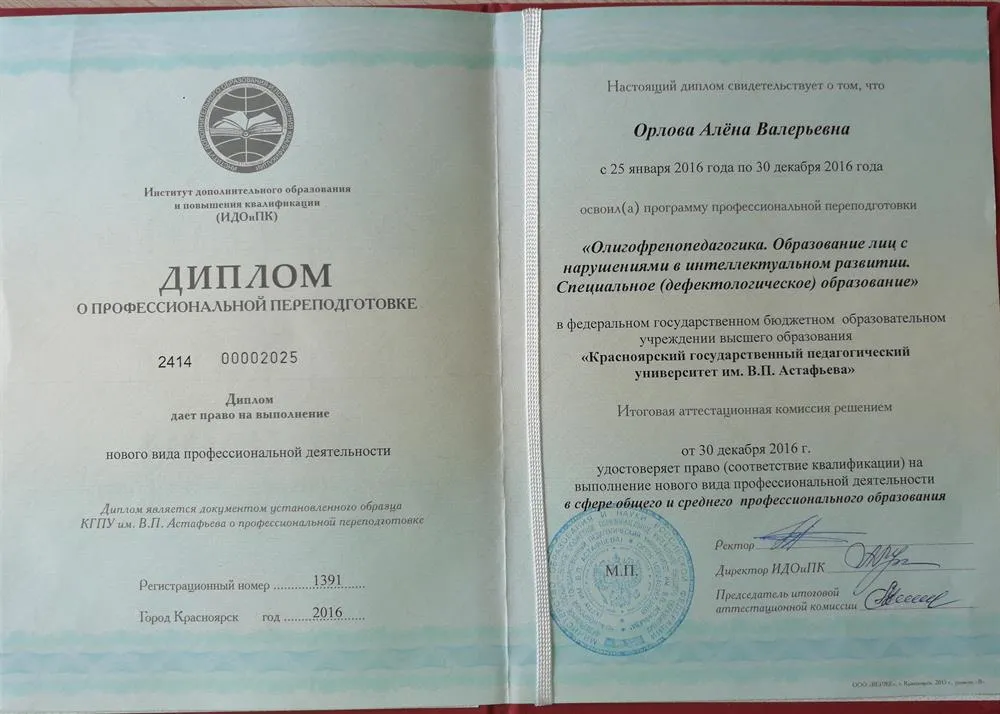 Институт дополнительного образования
и повышения квалификации
(ИДОиПК)
ДИПЛОМ
О ПРОФЕССИОНАЛЬНОЙ ПЕРЕПОДГОТОВКЕ
2414 00002025
Диплом
дает право на выполнение
нового вида профессиональной деятельности
Диплом является документом установленного образца
КГПУ им. В.П. Астафьева о профессиональной переподготовке
Регистрационный номер ...1391...
Город Красноярск год ...2016...
Настоящий диплом свидетельствует о том, что
Орлова Алёна Валерьевна
с 25 января 2016 года по 30 декабря 2016 года
освоил(а) программу профессиональной переподготовки
«Олигофренопедагогика. Образование лиц с
нарушениями в интеллектуальном развитии.
Специальное (дефектологическое) образование»
в федеральном государственном бюджетном образовательном
учреждении высшего образования
«Красноярский государственный педагогический
университет им. В.П. Астафьева»
Итоговая аттестационная комиссия решением
от 30 декабря 2016 г.
удостоверяет право (соответствие квалификации) на
выполнение нового вида профессиональной деятельности
в сфере общего и среднего профессионального образования
М.П.
Ректор
Директор ИДОиПК
Председатель итоговой
аттестационной комиссии